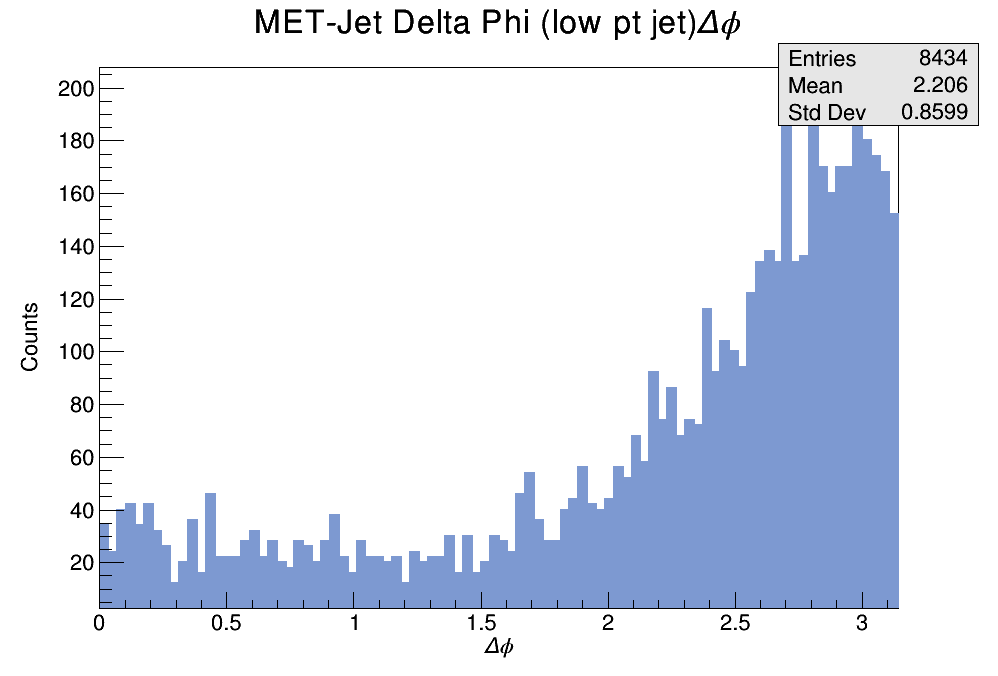 MET-Jet Delta Phi (low pt jet)Δϕ
Entries 8434
Mean 2.206
Std Dev 0.8599
200
180
160
140
120
100
80
60
40
20
Counts
0 0.5 1 1.5 2 2.5 3
Δϕ